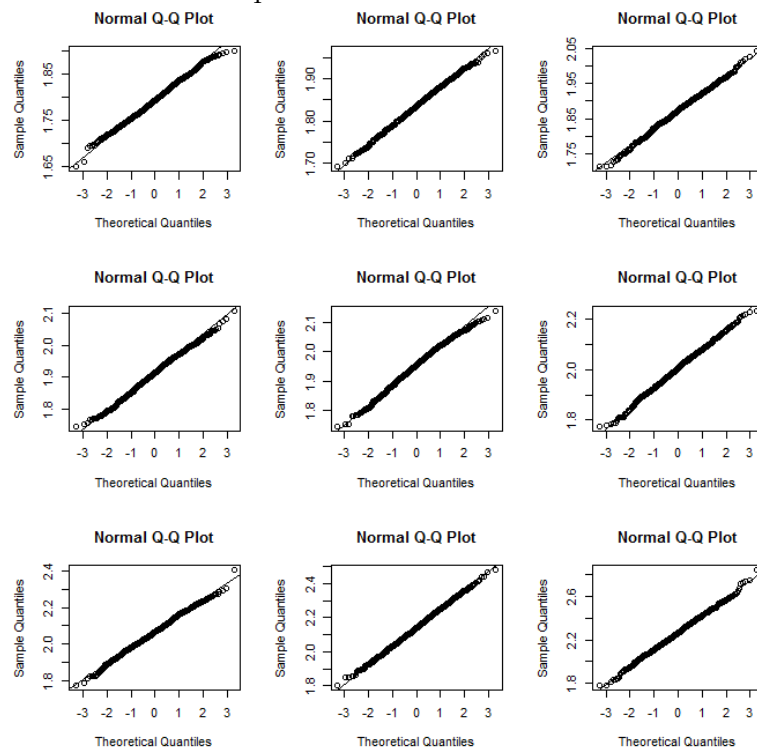 Normal Q-Q Plot
Sample Quantiles
1.65 1.75 1.85
-3 -2 -1 0 1 2 3
Theoretical Quantiles
Normal Q-Q Plot
Sample Quantiles
1.70 1.80 1.90
-3 -2 -1 0 1 2 3
Theoretical Quantiles
Normal Q-Q Plot
Sample Quantiles
1.75 1.85 1.95 2.05
-3 -2 -1 0 1 2 3
Theoretical Quantiles
Normal Q-Q Plot
Sample Quantiles
1.8 1.9 2.0 2.1
-3 -2 -1 0 1 2 3
Theoretical Quantiles
Normal Q-Q Plot
Sample Quantiles
1.8 1.9 2.0 2.1
-3 -2 -1 0 1 2 3
Theoretical Quantiles
Normal Q-Q Plot
Sample Quantiles
1.8 2.0 2.2
-3 -2 -1 0 1 2 3
Theoretical Quantiles
Normal Q-Q Plot
Sample Quantiles
1.8 2.0 2.2 2.4
-3 -2 -1 0 1 2 3
Theoretical Quantiles
Normal Q-Q Plot
Sample Quantiles
1.8 2.0 2.2 2.4
-3 -2 -1 0 1 2 3
Theoretical Quantiles
Normal Q-Q Plot
Sample Quantiles
1.8 2.2 2.6
-3 -2 -1 0 1 2 3
Theoretical Quantiles